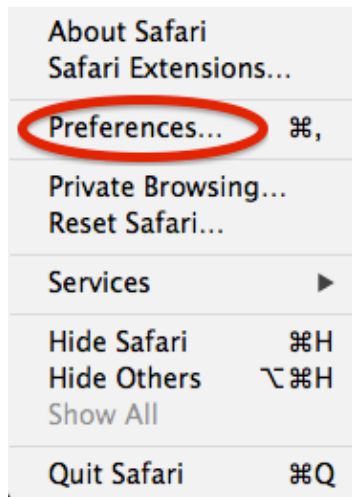 About Safari
Safari Extensions...
Preferences... ⌘,
Private Browsing...
Reset Safari...
Services ▶
Hide Safari ⌘H
Hide Others ⌥⌘H
Show All
Quit Safari ⌘Q